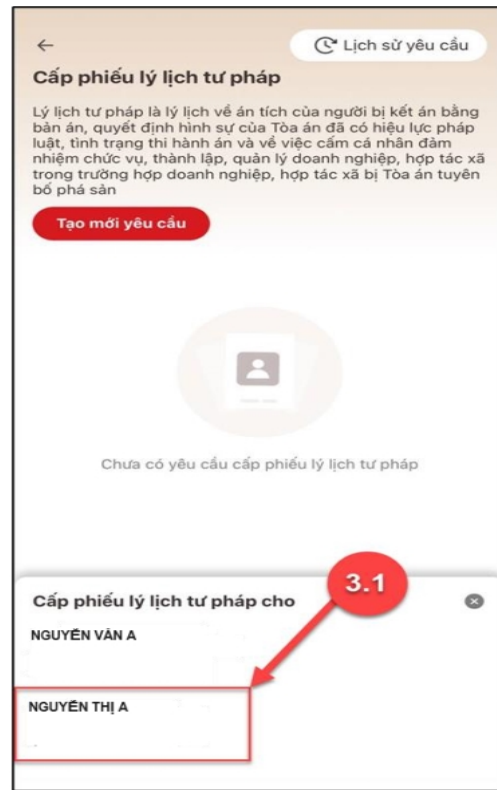 Lịch sử yêu cầu
Cấp phiếu lý lịch tư pháp
Lý lịch tư pháp là lý lịch về án tích của người bị kết án bằng
bản án, quyết định hình sự của Tòa án đã có hiệu lực pháp
luật, tình trạng thi hành án và về việc cấm cá nhân đảm
nhiệm chức vụ, thành lập, quản lý doanh nghiệp, hợp tác xã
trong trường hợp doanh nghiệp, hợp tác xã bị Tòa án tuyên
bố phá sản
Tạo mới yêu cầu
Chưa có yêu cầu cấp phiếu lý lịch tư pháp
3.1
Cấp phiếu lý lịch tư pháp cho
NGUYỄN VĂN A
NGUYỄN THỊ A